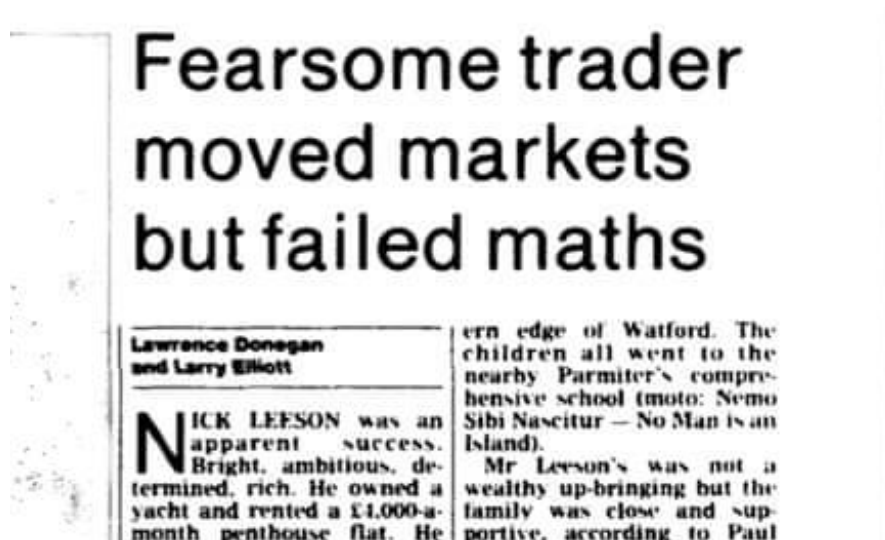 Fearsome trader
moved markets
but failed maths
Lawrence Donegan
and Larry Elliott
NICK LEESON was an
apparent success.
Bright, ambitious, de-
termined, rich. He owned a
yacht and rented a £4,000-a-
month penthouse flat. He
ern edge of Watford. The
children all went to the
nearby Parmiter's compre-
hensive school (moto: Nemo
Sibi Nascitur — No Man is an
Island).
Mr Leeson's was not a
wealthy up-bringing but the
family was close and sup-
portive, according to Paul